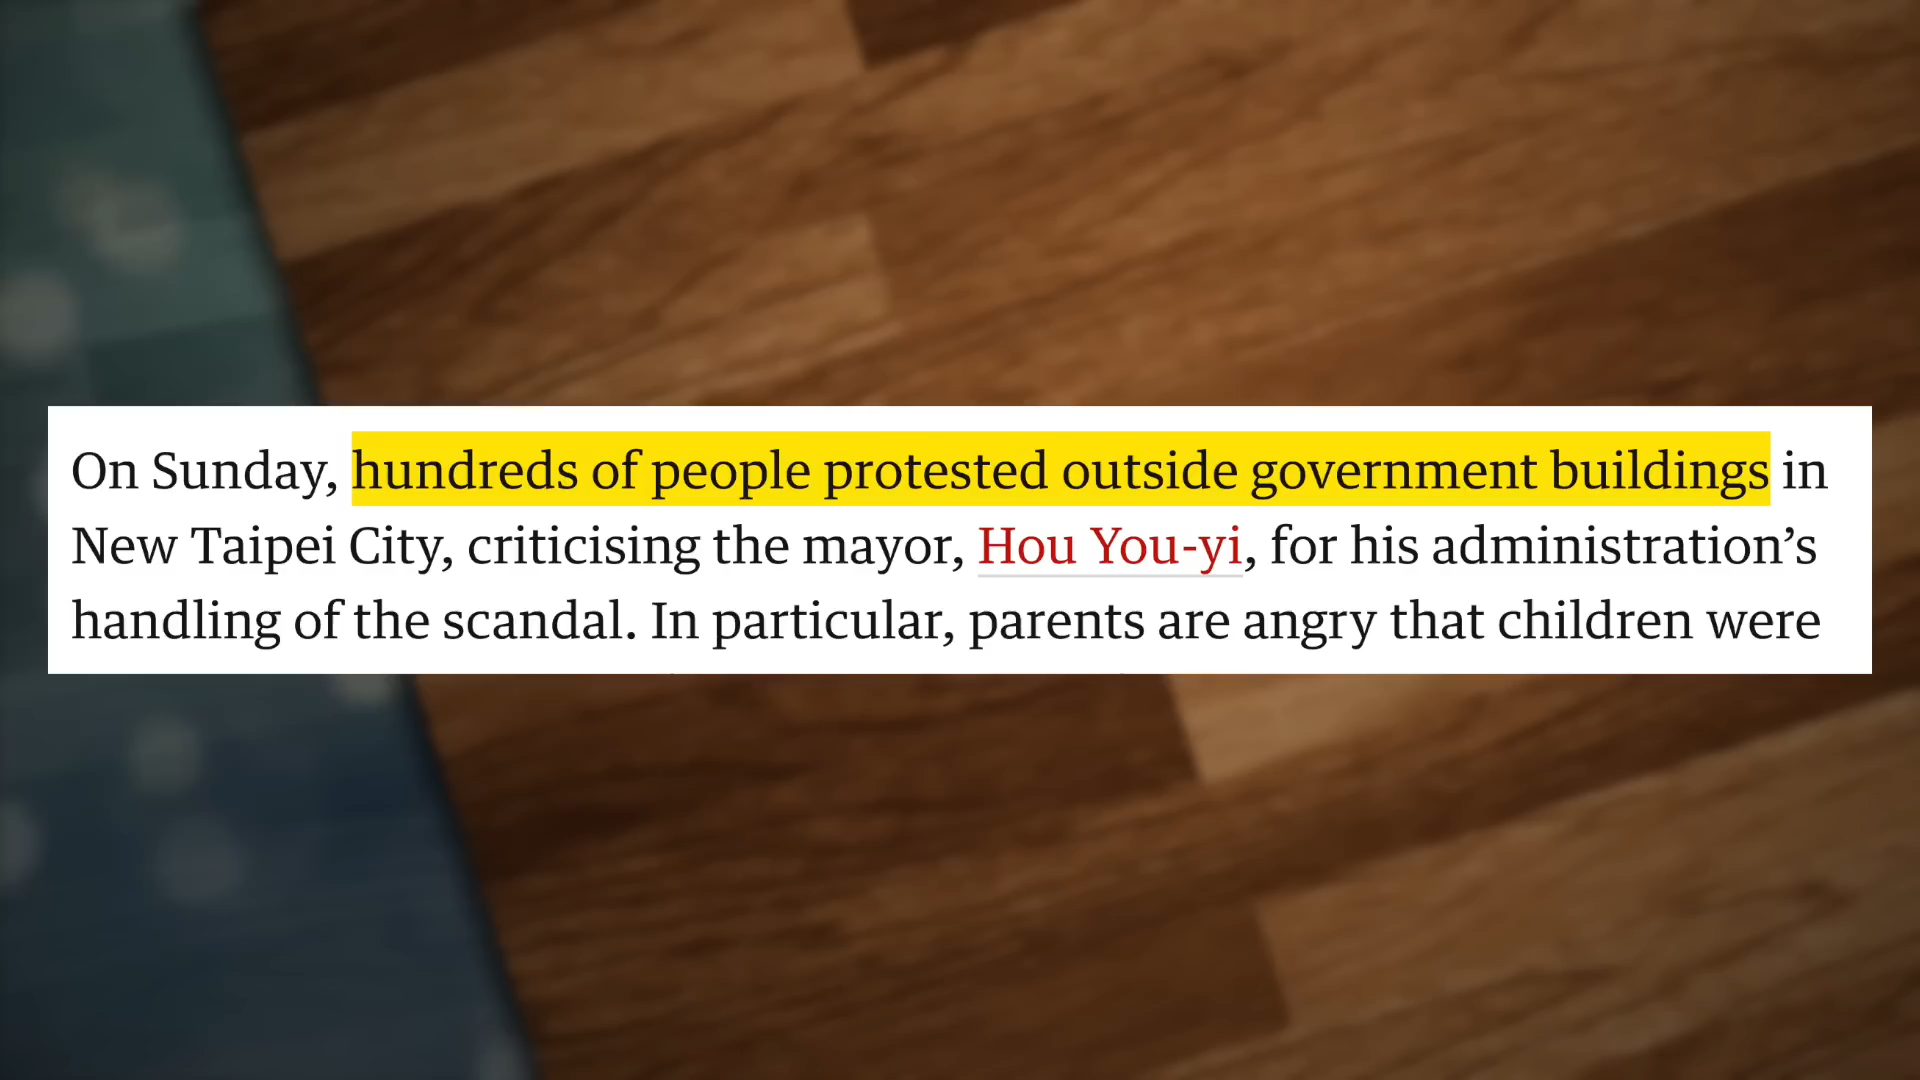 On Sunday, hundreds of people protested outside government buildings in
New Taipei City, criticising the mayor, Hou You-yi, for his administration’s
handling of the scandal. In particular, parents are angry that children were